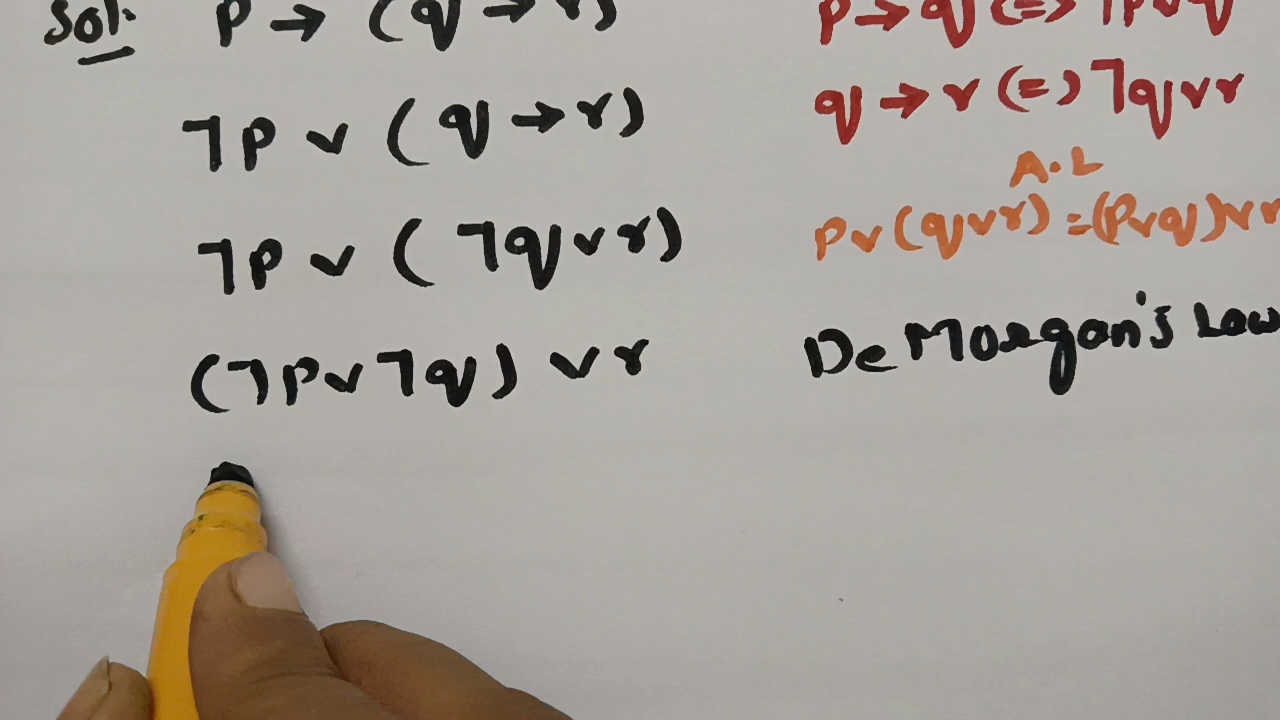 Sol:  p → (q → r)  p → q (=> ¬p ∨ q
¬p ∨ (q → r)  q → r (=) ¬q ∨ r
A.L
¬p ∨ (¬q ∨ r)  p ∨ (q ∨ r) = (p ∨ q) ∨ r
(¬p ∨ ¬q) ∨ r  De Morgan's Law